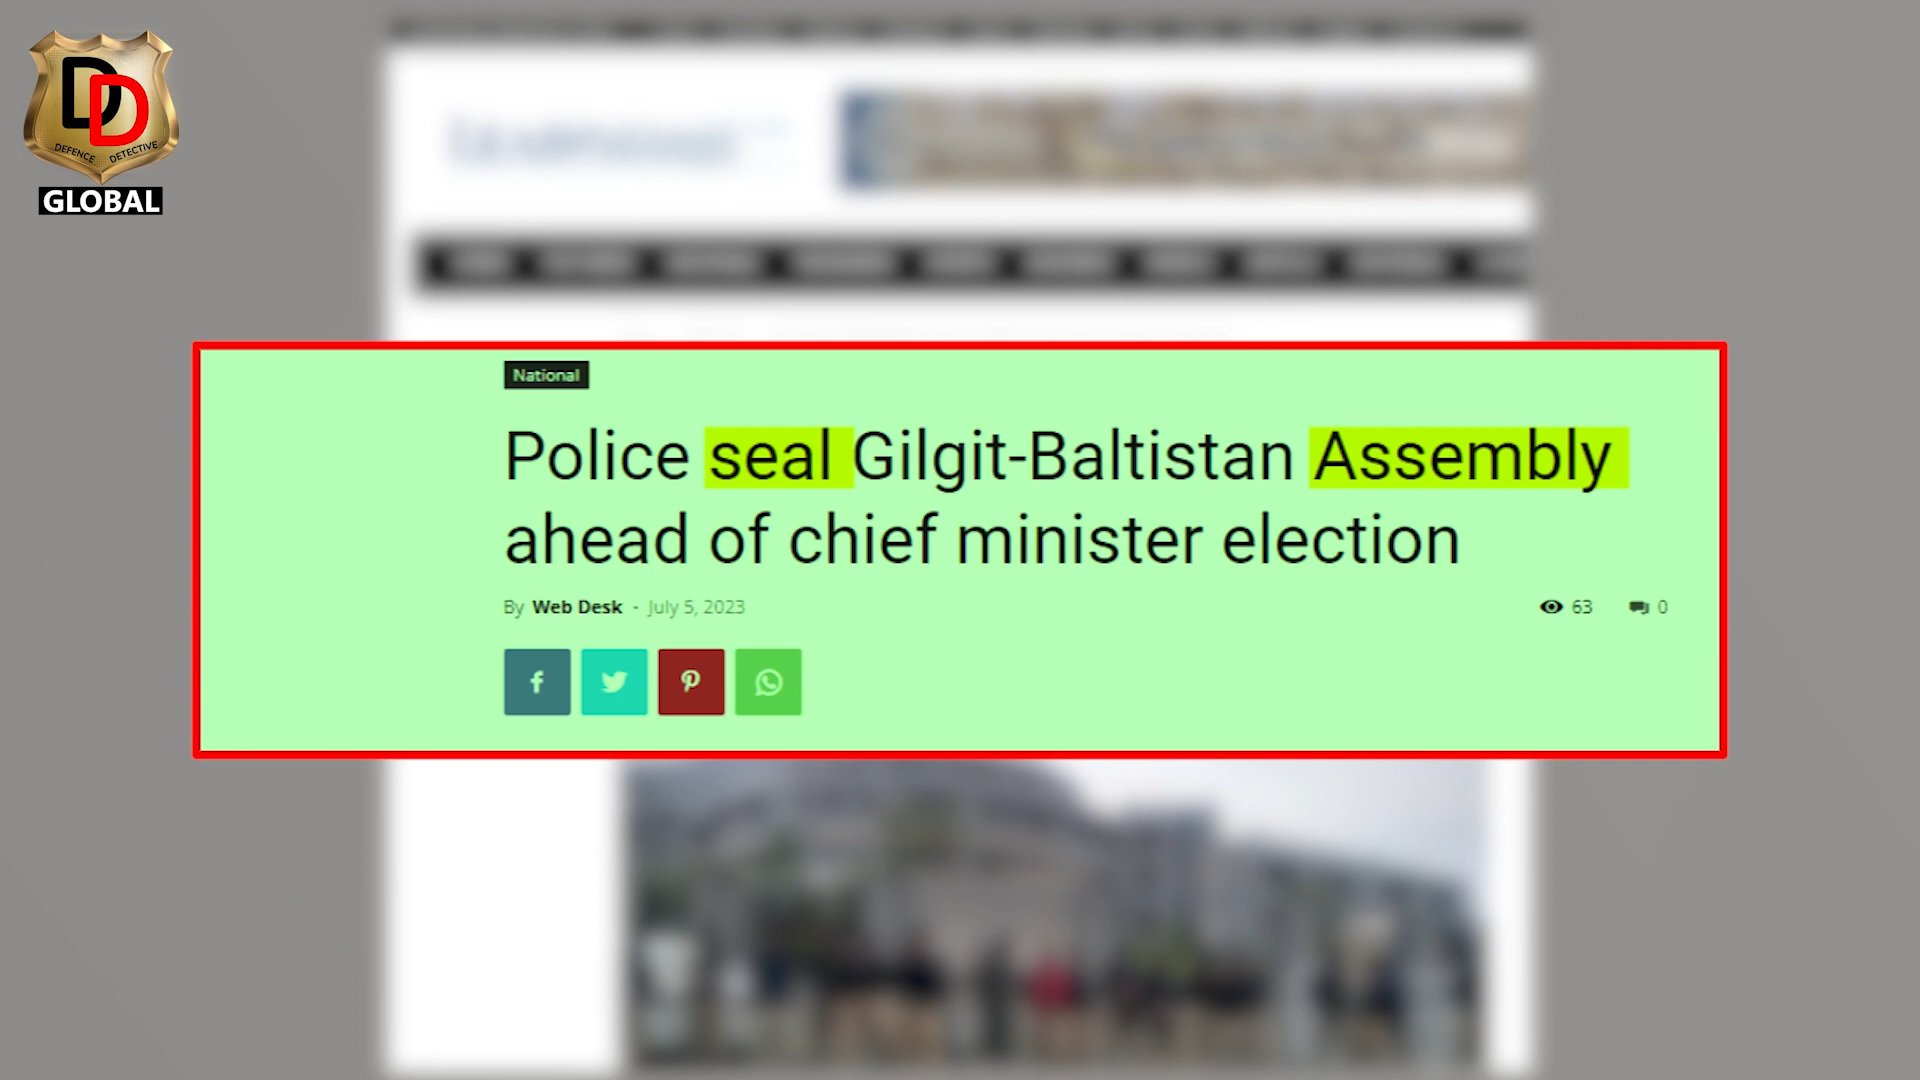 DD
DEFENCE DETECTIVE
GLOBAL
National
Police seal Gilgit-Baltistan Assembly
ahead of chief minister election
By Web Desk - July 5, 2023
63
0